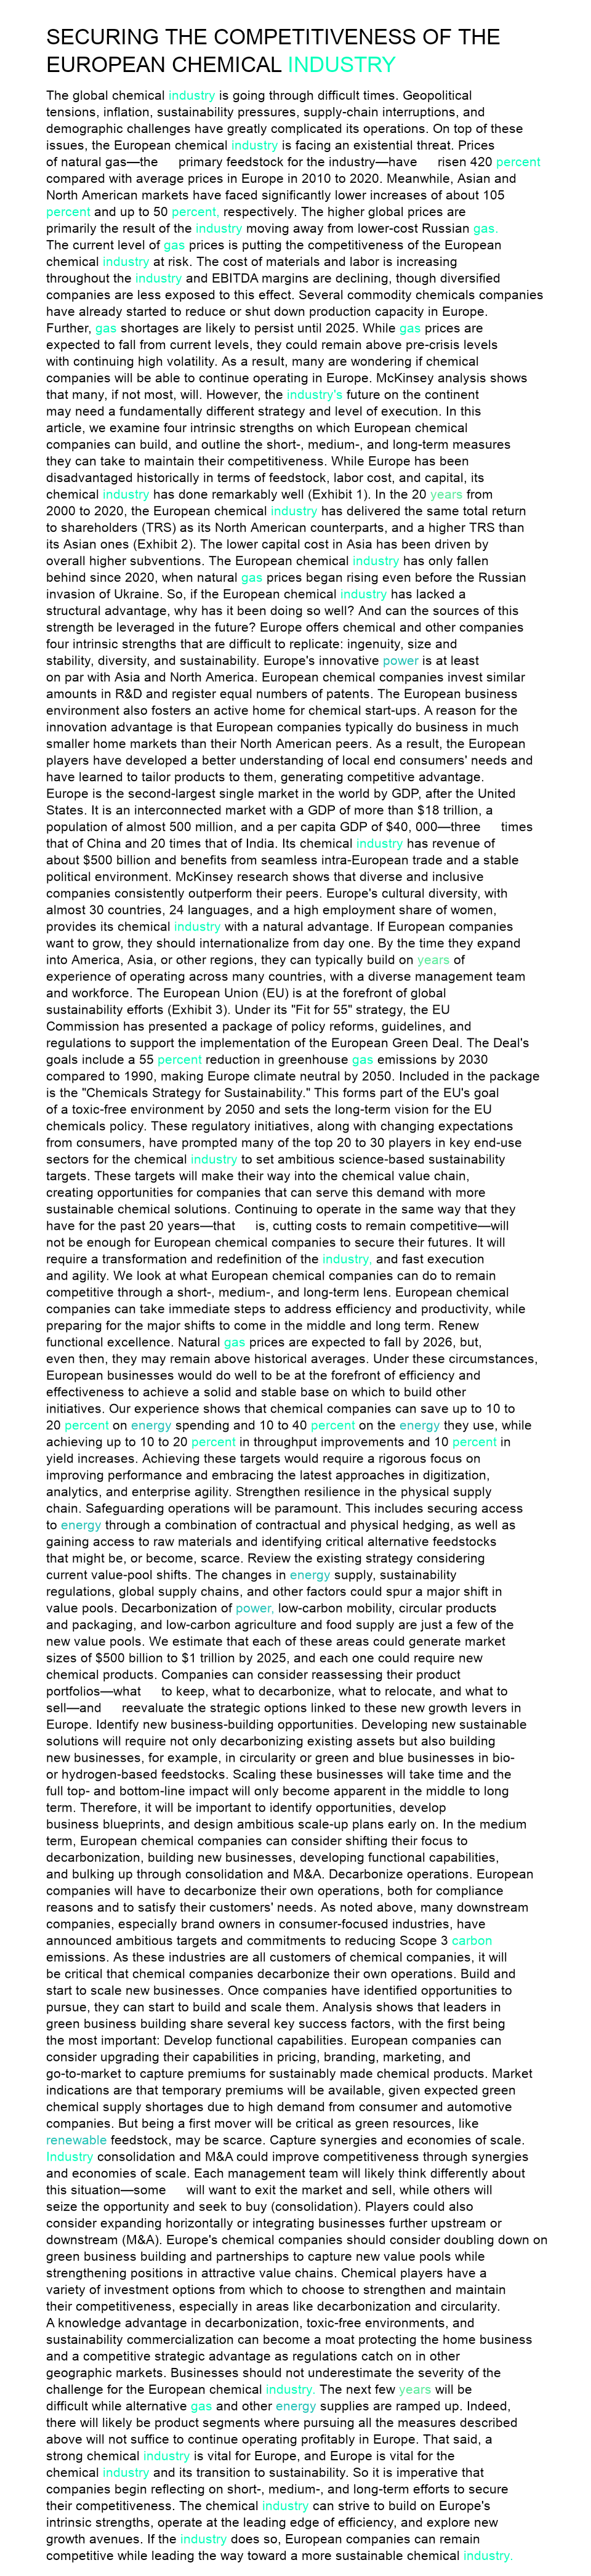 SECURING THE COMPETITIVENESS OF THE
EUROPEAN CHEMICAL INDUSTRY
The global chemical industry is going through difficult times. Geopolitical
tensions, inflation, sustainability pressures, supply-chain interruptions, and
demographic challenges have greatly complicated its operations. On top of these
issues, the European chemical industry is facing an existential threat. Prices
of natural gas—the primary feedstock for the industry—have risen 420 percent
compared with average prices in Europe in 2010 to 2020. Meanwhile, Asian and
North American markets have faced significantly lower increases of about 105
percent and up to 50 percent, respectively. The higher global prices are
primarily the result of the industry moving away from lower-cost Russian gas.
The current level of gas prices is putting the competitiveness of the European
chemical industry at risk. The cost of materials and labor is increasing
throughout the industry and EBITDA margins are declining, though diversified
companies are less exposed to this effect. Several commodity chemicals companies
have already started to reduce or shut down production capacity in Europe.
Further, gas shortages are likely to persist until 2025. While gas prices are
expected to fall from current levels, they could remain above pre-crisis levels
with continuing high volatility. As a result, many are wondering if chemical
companies will be able to continue operating in Europe. McKinsey analysis shows
that many, if not most, will. However, the industry's future on the continent
may need a fundamentally different strategy and level of execution. In this
article, we examine four intrinsic strengths on which European chemical
companies can build, and outline the short-, medium-, and long-term measures
they can take to maintain their competitiveness. While Europe has been
disadvantaged historically in terms of feedstock, labor cost, and capital, its
chemical industry has done remarkably well (Exhibit 1). In the 20 years from
2000 to 2020, the European chemical industry has delivered the same total return
to shareholders (TRS) as its North American counterparts, and a higher TRS than
its Asian ones (Exhibit 2). The lower capital cost in Asia has been driven by
overall higher subventions. The European chemical industry has only fallen
behind since 2020, when natural gas prices began rising even before the Russian
invasion of Ukraine. So, if the European chemical industry has lacked a
structural advantage, why has it been doing so well? And can the sources of this
strength be leveraged in the future? Europe offers chemical and other companies
four intrinsic strengths that are difficult to replicate: ingenuity, size and
stability, diversity, and sustainability. Europe's innovative power is at least
on par with Asia and North America. European chemical companies invest similar
amounts in R&D and register equal numbers of patents. The European business
environment also fosters an active home for chemical start-ups. A reason for the
innovation advantage is that European companies typically do business in much
smaller home markets than their North American peers. As a result, the European
players have developed a better understanding of local end consumers' needs and
have learned to tailor products to them, generating competitive advantage.
Europe is the second-largest single market in the world by GDP, after the United
States. It is an interconnected market with a GDP of more than $18 trillion, a
population of almost 500 million, and a per capita GDP of $40, 000—three times
that of China and 20 times that of India. Its chemical industry has revenue of
about $500 billion and benefits from seamless intra-European trade and a stable
political environment. McKinsey research shows that diverse and inclusive
companies consistently outperform their peers. Europe's cultural diversity, with
almost 30 countries, 24 languages, and a high employment share of women,
provides its chemical industry with a natural advantage. If European companies
want to grow, they should internationalize from day one. By the time they expand
into America, Asia, or other regions, they can typically build on years of
experience of operating across many countries, with a diverse management team
and workforce. The European Union (EU) is at the forefront of global
sustainability efforts (Exhibit 3). Under its "Fit for 55" strategy, the EU
Commission has presented a package of policy reforms, guidelines, and
regulations to support the implementation of the European Green Deal. The Deal's
goals include a 55 percent reduction in greenhouse gas emissions by 2030
compared to 1990, making Europe climate neutral by 2050. Included in the package
is the "Chemicals Strategy for Sustainability." This forms part of the EU's goal
of a toxic-free environment by 2050 and sets the long-term vision for the EU
chemicals policy. These regulatory initiatives, along with changing expectations
from consumers, have prompted many of the top 20 to 30 players in key end-use
sectors for the chemical industry to set ambitious science-based sustainability
targets. These targets will make their way into the chemical value chain,
creating opportunities for companies that can serve this demand with more
sustainable chemical solutions. Continuing to operate in the same way that they
have for the past 20 years—that is, cutting costs to remain competitive—will
not be enough for European chemical companies to secure their futures. It will
require a transformation and redefinition of the industry, and fast execution
and agility. We look at what European chemical companies can do to remain
competitive through a short-, medium-, and long-term lens. European chemical
companies can take immediate steps to address efficiency and productivity, while
preparing for the major shifts to come in the middle and long term. Renew
functional excellence. Natural gas prices are expected to fall by 2026, but,
even then, they may remain above historical averages. Under these circumstances,
European businesses would do well to be at the forefront of efficiency and
effectiveness to achieve a solid and stable base on which to build other
initiatives. Our experience shows that chemical companies can save up to 10 to
20 percent on energy spending and 10 to 40 percent on the energy they use, while
achieving up to 10 to 20 percent in throughput improvements and 10 percent in
yield increases. Achieving these targets would require a rigorous focus on
improving performance and embracing the latest approaches in digitization,
analytics, and enterprise agility. Strengthen resilience in the physical supply
chain. Safeguarding operations will be paramount. This includes securing access
to energy through a combination of contractual and physical hedging, as well as
gaining access to raw materials and identifying critical alternative feedstocks
that might be, or become, scarce. Review the existing strategy considering
current value-pool shifts. The changes in energy supply, sustainability
regulations, global supply chains, and other factors could spur a major shift in
value pools. Decarbonization of power, low-carbon mobility, circular products
and packaging, and low-carbon agriculture and food supply are just a few of the
new value pools. We estimate that each of these areas could generate market
sizes of $500 billion to $1 trillion by 2025, and each one could require new
chemical products. Companies can consider reassessing their product
portfolios—what to keep, what to decarbonize, what to relocate, and what to
sell—and reevaluate the strategic options linked to these new growth levers in
Europe. Identify new business-building opportunities. Developing new sustainable
solutions will require not only decarbonizing existing assets but also building
new businesses, for example, in circularity or green and blue businesses in bio-
or hydrogen-based feedstocks. Scaling these businesses will take time and the
full top- and bottom-line impact will only become apparent in the middle to long
term. Therefore, it will be important to identify opportunities, develop
business blueprints, and design ambitious scale-up plans early on. In the medium
term, European chemical companies can consider shifting their focus to
decarbonization, building new businesses, developing functional capabilities,
and bulking up through consolidation and M&A. Decarbonize operations. European
companies will have to decarbonize their own operations, both for compliance
reasons and to satisfy their customers' needs. As noted above, many downstream
companies, especially brand owners in consumer-focused industries, have
announced ambitious targets and commitments to reducing Scope 3 carbon
emissions. As these industries are all customers of chemical companies, it will
be critical that chemical companies decarbonize their own operations. Build and
start to scale new businesses. Once companies have identified opportunities to
pursue, they can start to build and scale them. Analysis shows that leaders in
green business building share several key success factors, with the first being
the most important: Develop functional capabilities. European companies can
consider upgrading their capabilities in pricing, branding, marketing, and
go-to-market to capture premiums for sustainably made chemical products. Market
indications are that temporary premiums will be available, given expected green
chemical supply shortages due to high demand from consumer and automotive
companies. But being a first mover will be critical as green resources, like
renewable feedstock, may be scarce. Capture synergies and economies of scale.
Industry consolidation and M&A could improve competitiveness through synergies
and economies of scale. Each management team will likely think differently about
this situation—some will want to exit the market and sell, while others will
seize the opportunity and seek to buy (consolidation). Players could also
consider expanding horizontally or integrating businesses further upstream or
downstream (M&A). Europe's chemical companies should consider doubling down on
green business building and partnerships to capture new value pools while
strengthening positions in attractive value chains. Chemical players have a
variety of investment options from which to choose to strengthen and maintain
their competitiveness, especially in areas like decarbonization and circularity.
A knowledge advantage in decarbonization, toxic-free environments, and
sustainability commercialization can become a moat protecting the home business
and a competitive strategic advantage as regulations catch on in other
geographic markets. Businesses should not underestimate the severity of the
challenge for the European chemical industry. The next few years will be
difficult while alternative gas and other energy supplies are ramped up. Indeed,
there will likely be product segments where pursuing all the measures described
above will not suffice to continue operating profitably in Europe. That said, a
strong chemical industry is vital for Europe, and Europe is vital for the
chemical industry and its transition to sustainability. So it is imperative that
companies begin reflecting on short-, medium-, and long-term efforts to secure
their competitiveness. The chemical industry can strive to build on Europe's
intrinsic strengths, operate at the leading edge of efficiency, and explore new
growth avenues. If the industry does so, European companies can remain
competitive while leading the way toward a more sustainable chemical industry.